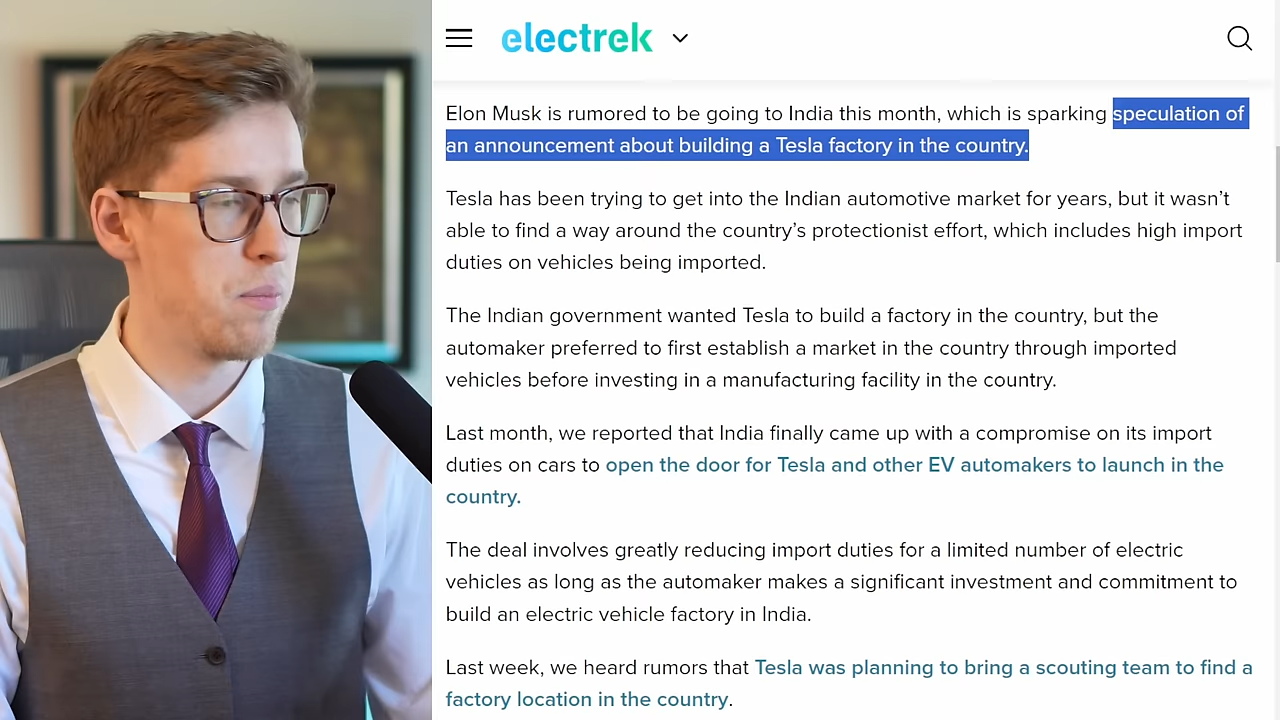 electrek
Elon Musk is rumored to be going to India this month, which is sparking speculation of
an announcement about building a Tesla factory in the country.
Tesla has been trying to get into the Indian automotive market for years, but it wasn’t
able to find a way around the country’s protectionist effort, which includes high import
duties on vehicles being imported.
The Indian government wanted Tesla to build a factory in the country, but the
automaker preferred to first establish a market in the country through imported
vehicles before investing in a manufacturing facility in the country.
Last month, we reported that India finally came up with a compromise on its import
duties on cars to open the door for Tesla and other EV automakers to launch in the
country.
The deal involves greatly reducing import duties for a limited number of electric
vehicles as long as the automaker makes a significant investment and commitment to
build an electric vehicle factory in India.
Last week, we heard rumors that Tesla was planning to bring a scouting team to find a
factory location in the country.